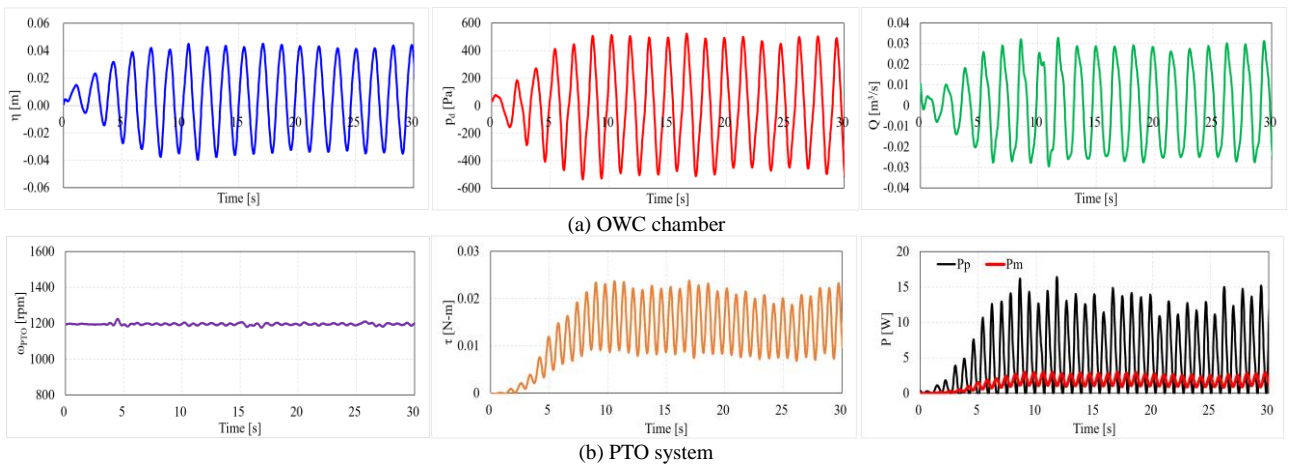 0.06
0.04
0.02
0.00
-0.02
-0.04
-0.06
η [m]
0 5 10 15 20 25 30
Time [s]
600
400
200
0
-200
-400
-600
Pd [Pa]
0 5 10 15 20 25 30
Time [s]
0.04
0.03
0.02
0.01
0
-0.01
-0.02
-0.03
-0.04
Q [m³/s]
0 5 10 15 20 25 30
Time [s]
(a) OWC chamber
1600
1400
1200
1000
800
ωPTO [rpm]
0 5 10 15 20 25 30
Time [s]
0.03
0.02
0.01
0
τ [N-m]
0 5 10 15 20 25 30
Time [s]
20
15
10
5
0
P [W]
Pp Pm
0 5 10 15 20 25 30
Time [s]
(b) PTO system